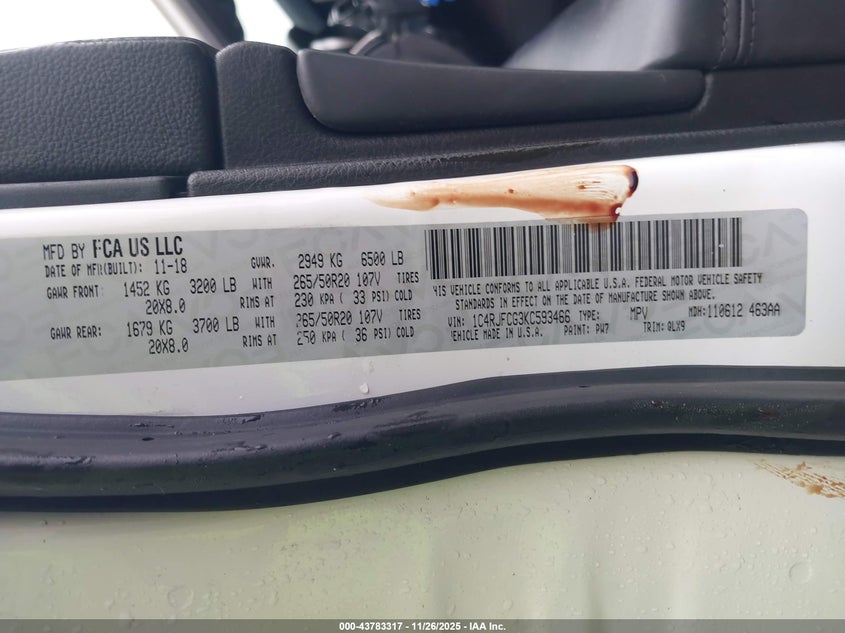 MFD BY FCA US LLC
DATE OF MFR(BUILT): 11-18 GVWR. 2949 KG 6500 LB
GAWR FRONT: 1452 KG 3200 LB WITH 265/50R20 107V TIRES
20X8.0 RIMS AT 230 KPA ( 33 PSI) COLD
GAWR REAR: 1679 KG 3700 LB WITH 265/50R20 107V TIRES
20X8.0 RIMS AT 250 KPA ( 36 PSI) COLD
HIS VEHICLE CONFORMS TO ALL APPLICABLE U.S.A. FEDERAL MOTOR VEHICLE SAFETY
STANDARDS IN EFFECT ON THE DATE OF MANUFACTURE SHOWN ABOVE.
VIN: 1C4RJFCG3KC593466 TYPE: MPV MDH: 110612 463AA
VEHICLE MADE IN U.S.A. PAINT: PW7 TRIM: QLX9
000-43783317 - 11/26/2025 - IAA Inc.